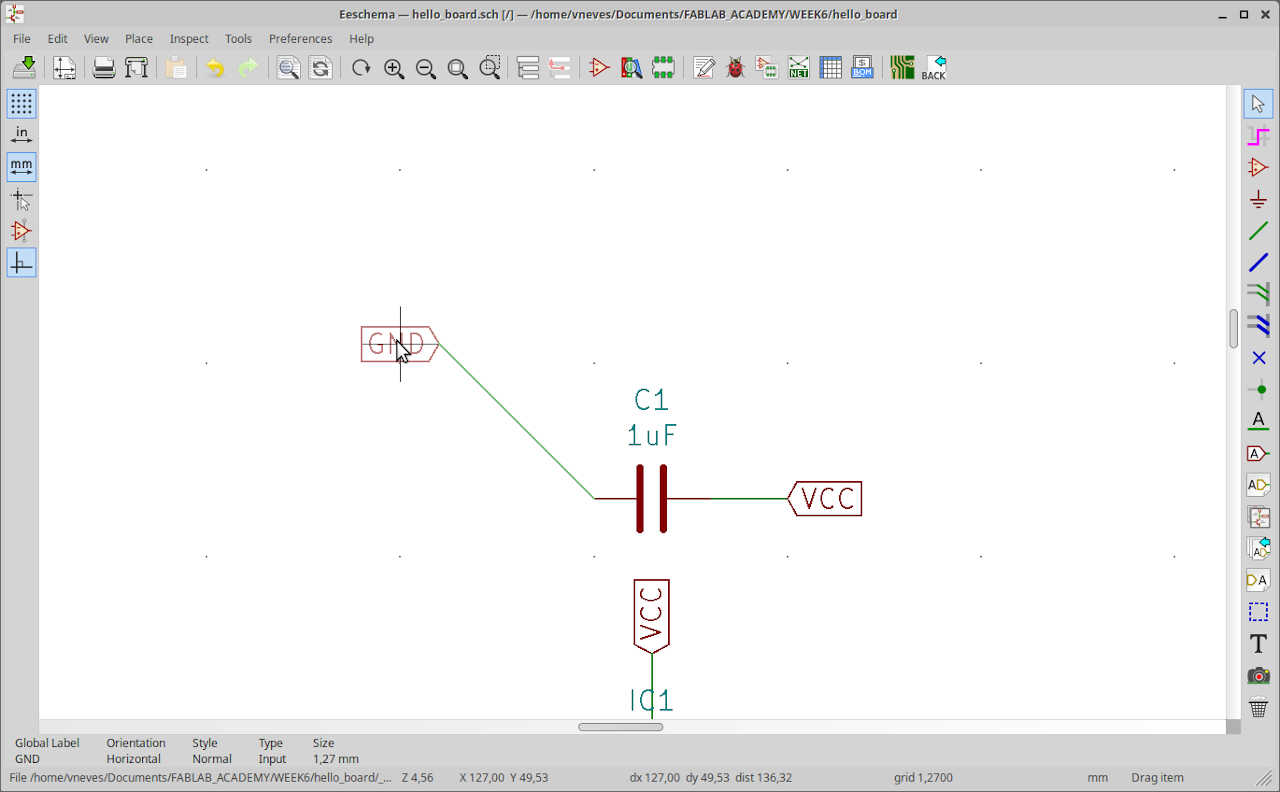 Eeschema — hello_board.sch [/] — /home/vneves/Documents/FABLAB_ACADEMY/WEEK6/hello_board
File Edit View Place Inspect Tools Preferences Help
NET
$
BOM
BACK
in
mm
GND
C1
1uF
VCC
VCC
IC1
A
A
A
A
D A
T
Global Label Orientation Style Type Size
GND Horizontal Normal Input 1,27 mm
File /home/vneves/Documents/FABLAB_ACADEMY/WEEK6/hello_board/_... Z 4,56 X 127,00 Y 49,53 dx 127,00 dy 49,53 dist 136,32 grid 1,2700 mm Drag item